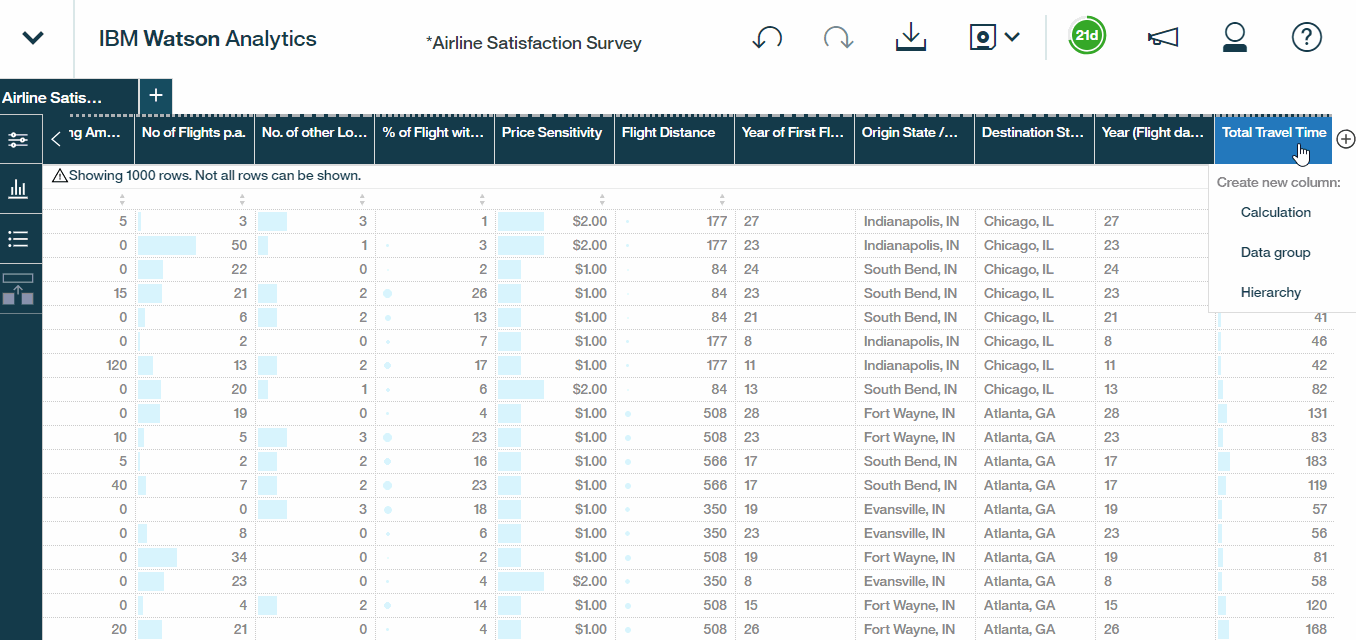 IBM Watson Analytics
*Airline Satisfaction Survey
21d
?
Airline Satis...
+
ng Am... No of Flights p.a. No. of other Lo... % of Flight wit... Price Sensitivity Flight Distance Year of First Fl... Origin State /... Destination St... Year (Flight da... Total Travel Time
Showing 1000 rows. Not all rows can be shown.
Create new column:
Calculation
Data group
Hierarchy
5 3 3 1 $2.00 177 27 Indianapolis, IN Chicago, IL 27
0 50 1 3 $2.00 177 23 Indianapolis, IN Chicago, IL 23
0 22 0 2 $1.00 84 24 South Bend, IN Chicago, IL 24
15 21 2 26 $1.00 84 23 South Bend, IN Chicago, IL 23
0 6 2 13 $1.00 84 21 South Bend, IN Chicago, IL 21 41
0 2 0 7 $1.00 177 8 Indianapolis, IN Chicago, IL 8 46
120 13 2 17 $1.00 177 11 Indianapolis, IN Chicago, IL 11 42
0 20 1 6 $2.00 84 13 South Bend, IN Chicago, IL 13 82
0 19 0 4 $1.00 508 28 Fort Wayne, IN Atlanta, GA 28 131
10 5 3 23 $1.00 508 23 Fort Wayne, IN Atlanta, GA 23 83
5 2 2 16 $1.00 566 17 South Bend, IN Atlanta, GA 17 183
40 7 2 23 $1.00 566 17 South Bend, IN Atlanta, GA 17 119
0 0 3 18 $1.00 350 19 Evansville, IN Atlanta, GA 19 57
0 8 0 6 $1.00 350 23 Evansville, IN Atlanta, GA 23 56
0 34 0 2 $1.00 508 19 Fort Wayne, IN Atlanta, GA 19 81
0 23 0 4 $2.00 350 8 Evansville, IN Atlanta, GA 8 58
0 4 2 14 $1.00 508 15 Fort Wayne, IN Atlanta, GA 15 120
20 21 0 4 $1.00 508 26 Fort Wayne, IN Atlanta, GA 26 168